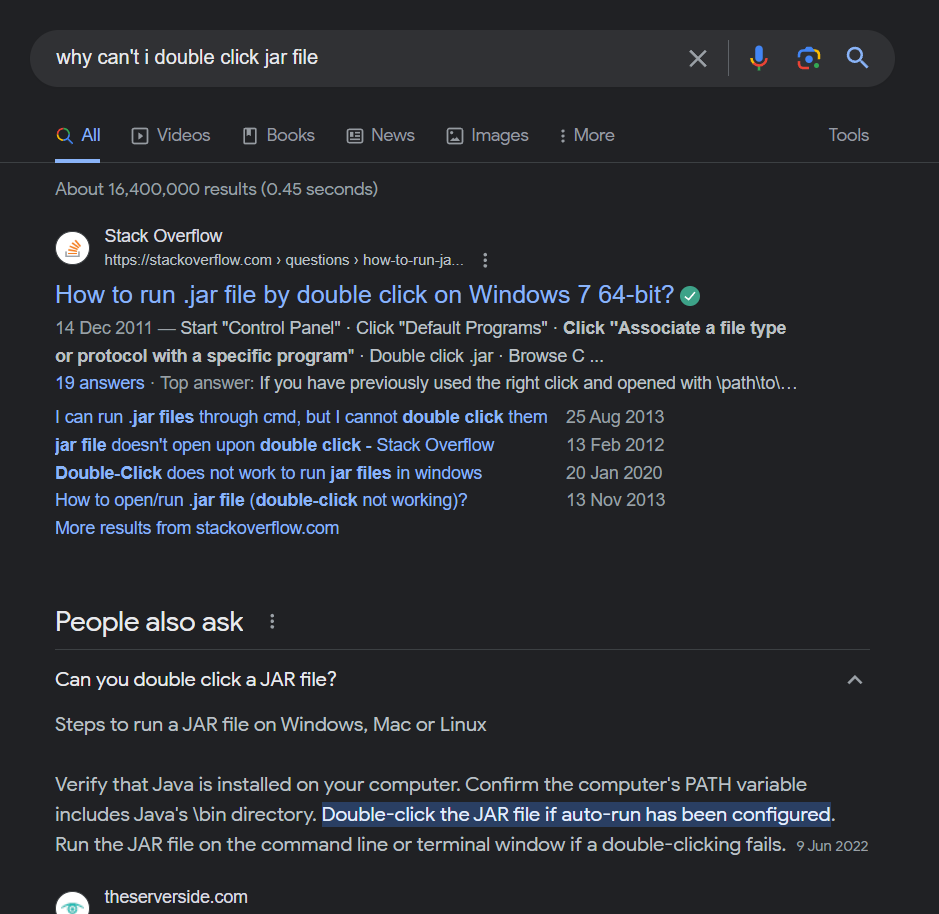 why can't i double click jar file
All Videos Books News Images More Tools
About 16,400,000 results (0.45 seconds)
Stack Overflow
https://stackoverflow.com › questions › how-to-run-ja...
How to run .jar file by double click on Windows 7 64-bit?
14 Dec 2011 — Start "Control Panel" · Click "Default Programs" · Click "Associate a file type
or protocol with a specific program" · Double click .jar · Browse C ...
19 answers · Top answer: If you have previously used the right click and opened with \path\to\…
I can run .jar files through cmd, but I cannot double click them 25 Aug 2013
jar file doesn't open upon double click - Stack Overflow 13 Feb 2012
Double-Click does not work to run jar files in windows 20 Jan 2020
How to open/run .jar file (double-click not working)? 13 Nov 2013
More results from stackoverflow.com
People also ask
Can you double click a JAR file?
Steps to run a JAR file on Windows, Mac or Linux
Verify that Java is installed on your computer. Confirm the computer's PATH variable
includes Java's \bin directory. Double-click the JAR file if auto-run has been configured.
Run the JAR file on the command line or terminal window if a double-clicking fails. 9 Jun 2022
theserverside.com